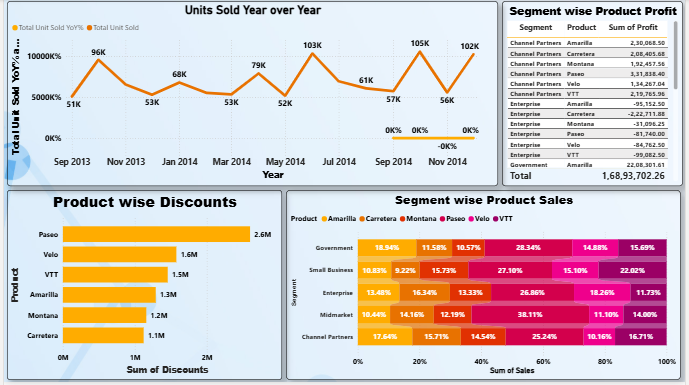 Units Sold Year over Year
Total Unit Sold YoY% Total Unit Sold
Total Unit Sold YoY% a...
10000K%
5000K%
0K%
51K 96K 53K 68K 53K 79K 52K 103K 61K 57K 105K 56K 102K
0K% 0K% -0K% 0K%
Sep 2013 Nov 2013 Jan 2014 Mar 2014 May 2014 Jul 2014 Sep 2014 Nov 2014
Year
Segment wise Product Profit
Segment Product Sum of Profit
Channel Partners Amarilla 2,30,068.50
Channel Partners Carretera 2,08,405.68
Channel Partners Montana 1,92,457.56
Channel Partners Paseo 3,31,838.40
Channel Partners Velo 1,34,267.04
Channel Partners VTT 2,19,765.96
Enterprise Amarilla -95,152.50
Enterprise Carretera -2,22,711.88
Enterprise Montana -31,096.25
Enterprise Paseo -81,740.00
Enterprise Velo -84,762.50
Enterprise VTT -99,082.50
Government Amarilla 22,08,301.61
Total 1,68,93,702.26
Product wise Discounts
Product
Paseo 2.6M
Velo 1.6M
VTT 1.5M
Amarilla 1.3M
Montana 1.2M
Carretera 1.1M
0M 1M 2M
Sum of Discounts
Segment wise Product Sales
Product Amarilla Carretera Montana Paseo Velo VTT
Segment
Government 18.94% 11.58% 10.57% 28.34% 14.88% 15.69%
Small Business 10.83% 9.22% 15.73% 27.10% 15.10% 22.02%
Enterprise 13.48% 16.34% 13.33% 26.86% 18.26% 11.73%
Midmarket 10.44% 14.16% 12.19% 38.11% 11.10% 14.00%
Channel Partners 17.64% 15.71% 14.54% 25.24% 10.16% 16.71%
0% 20% 40% 60% 80% 100%
Sum of Sales